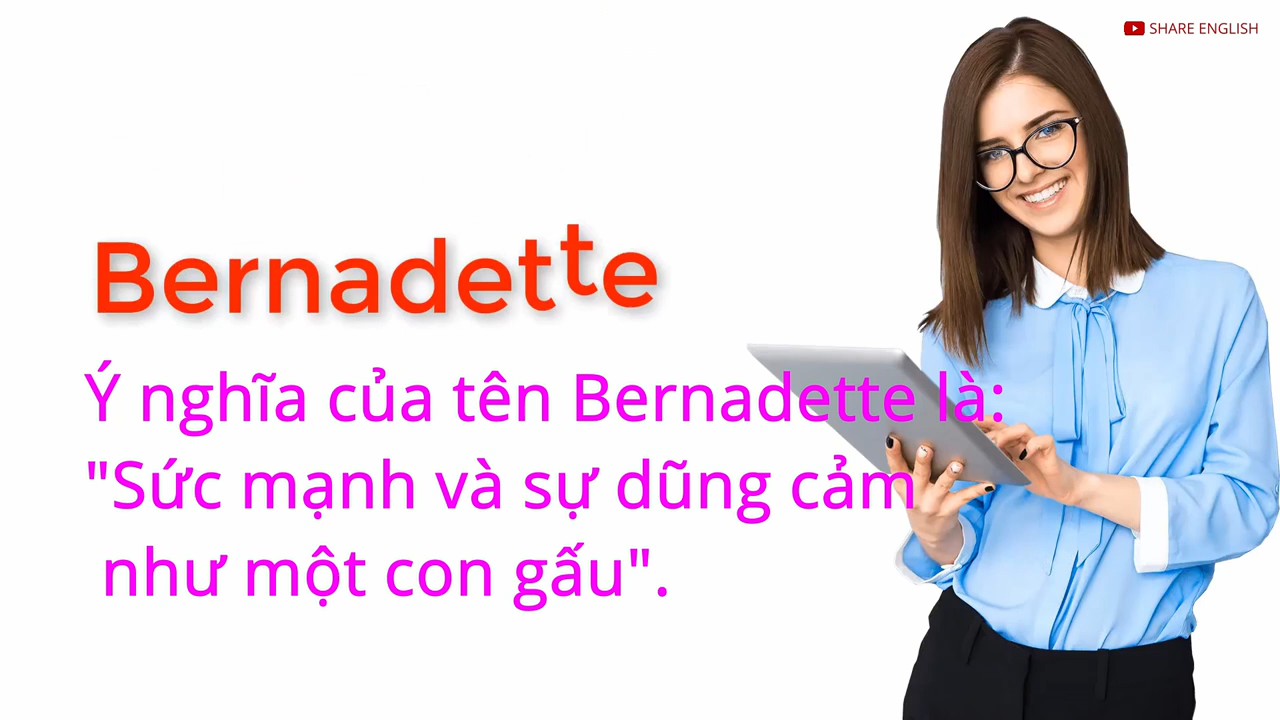 SHARE ENGLISH
Bernadette
Ý nghĩa của tên Bernadette là:
"Sức mạnh và sự dũng cảm
như một con gấu".